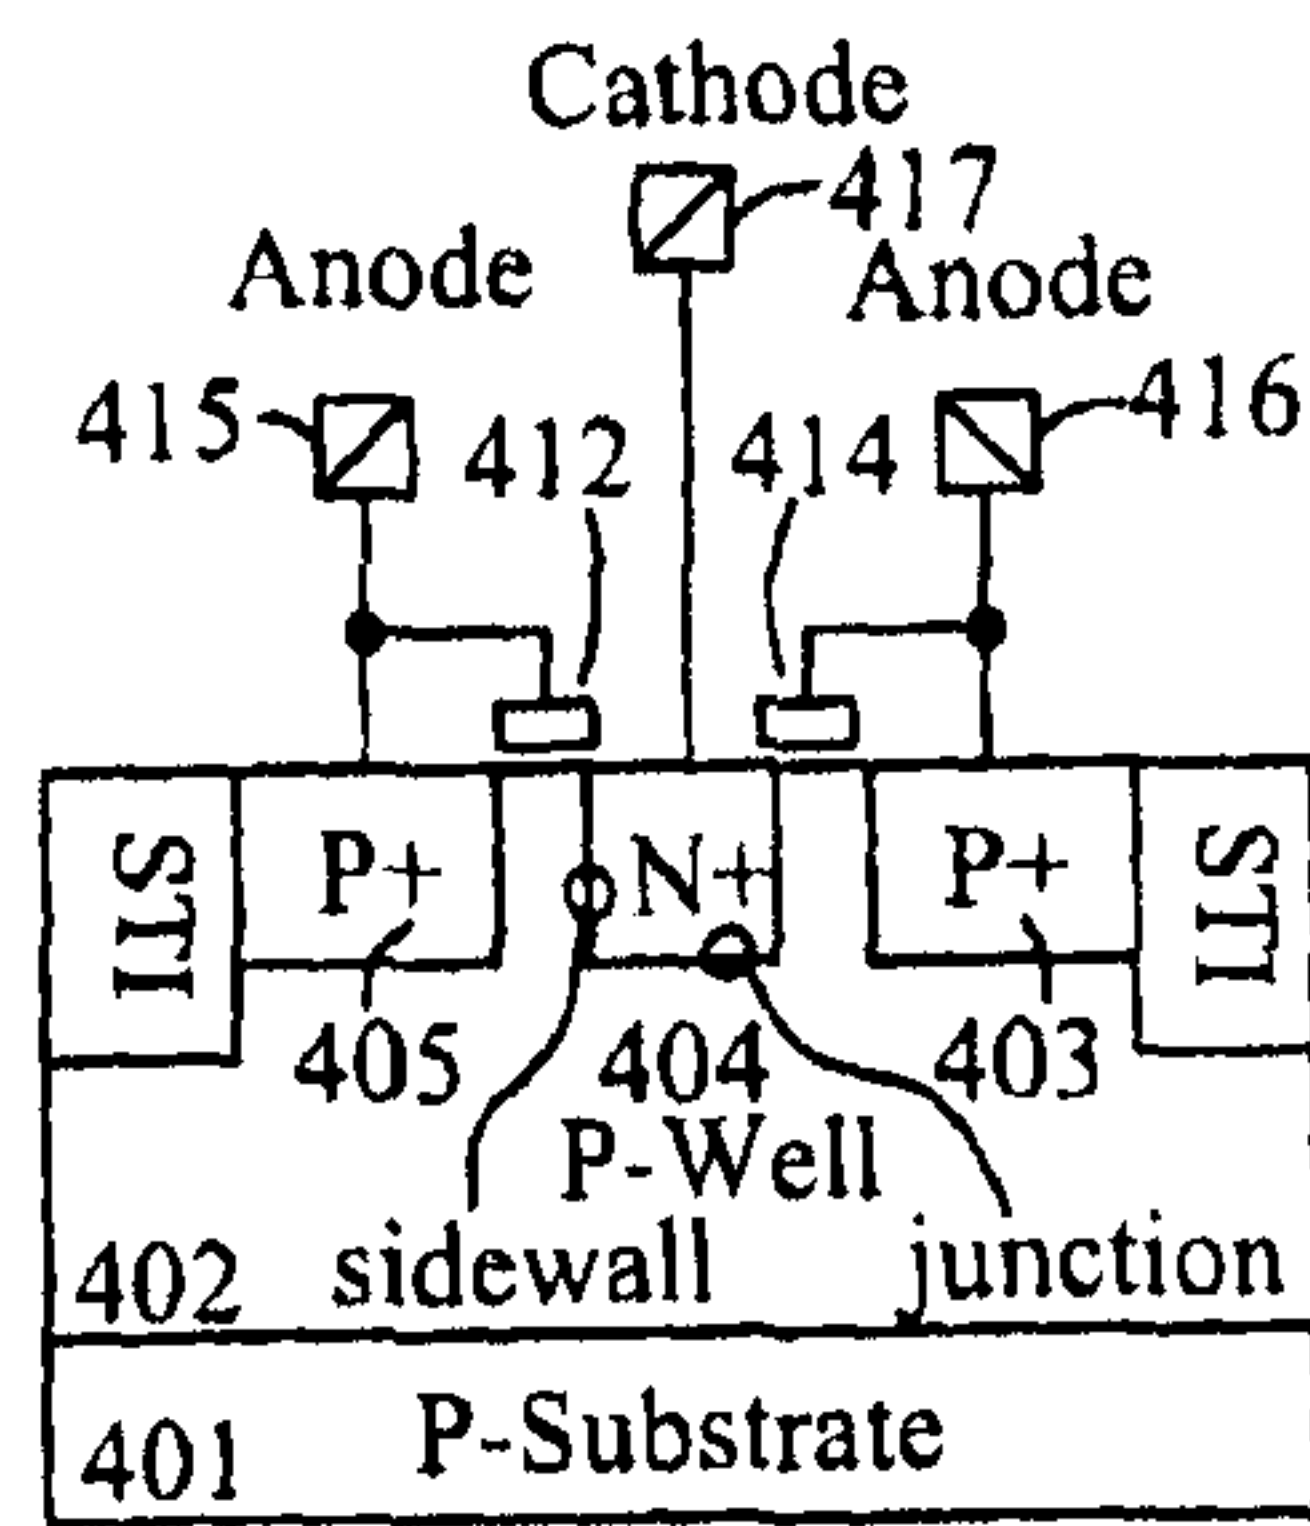 Cathode
417
Anode
Anode
415
412
414
416
STI
P+
N+
P+
STI
405
404
403
P-Well
402
sidewall
junction
401
P-Substrate